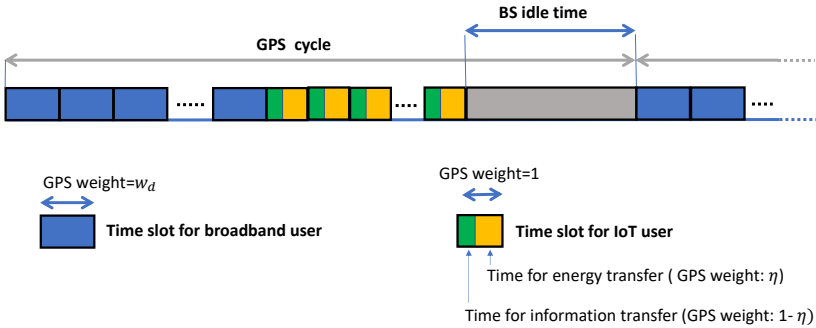 BS idle time
GPS cycle
GPS weight=w_d
GPS weight=1
Time slot for broadband user
Time slot for IoT user
Time for energy transfer ( GPS weight: η)
Time for information transfer (GPS weight: 1- η)